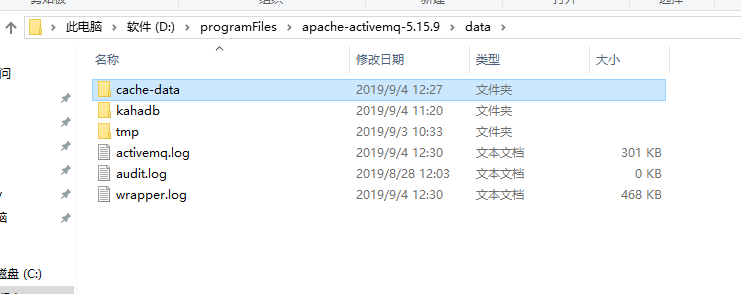 此电脑 > 软件 (D:) > programFiles > apache-activemq-5.15.9 > data >
名称 修改日期 类型 大小
问
cache-data 2019/9/4 12:27 文件夹
kahadb 2019/9/4 11:20 文件夹
tmp 2019/9/3 10:33 文件夹
activemq.log 2019/9/4 12:30 文本文档 301 KB
audit.log 2019/8/28 12:03 文本文档 0 KB
wrapper.log 2019/9/4 12:30 文本文档 468 KB
脑
磁盘 (C:)